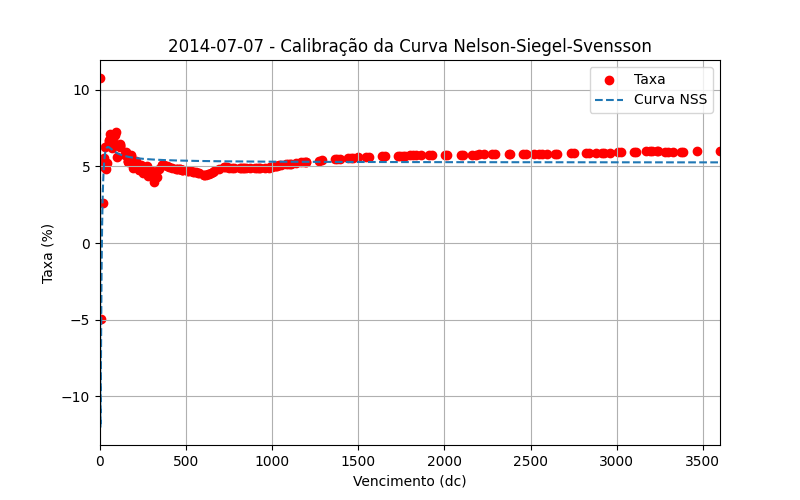 2014-07-07 - Calibração da Curva Nelson-Siegel-Svensson
Taxa
Curva NSS
Taxa (%)
10
5
0
−5
−10
0 500 1000 1500 2000 2500 3000 3500
Vencimento (dc)